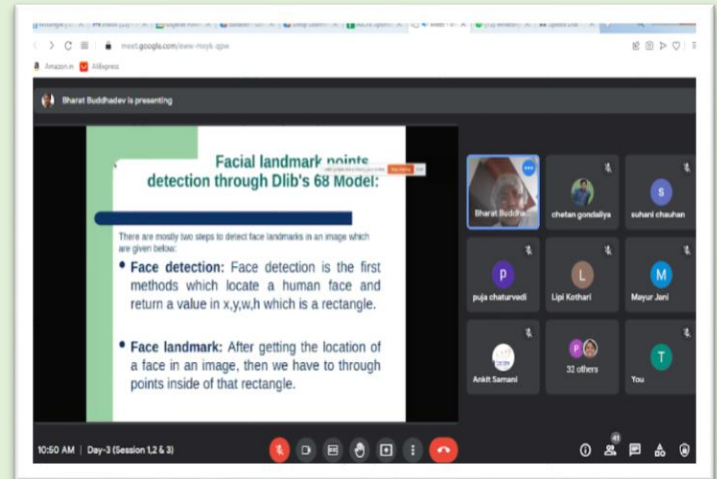 meet.google.com/eww-moyk-qpw
Amazon.in AliExpress
Bharat Buddhadev is presenting
Facial landmark points
detection through Dlib's 68 Model:
There are mostly two steps to detect face landmarks in an image which
are given below:
• Face detection: Face detection is the first
methods which locate a human face and
return a value in x,y,w,h which is a rectangle.
• Face landmark: After getting the location of
a face in an image, then we have to through
points inside of that rectangle.
Bharat Buddha...
chetan gondaliya
S
suhani chauhan
P
puja chaturvedi
L
Lipi Kothari
M
Mayur Jani
Ankit Samani
P
32 others
T
You
10:50 AM | Day-3 (Session 1,2 & 3)
41